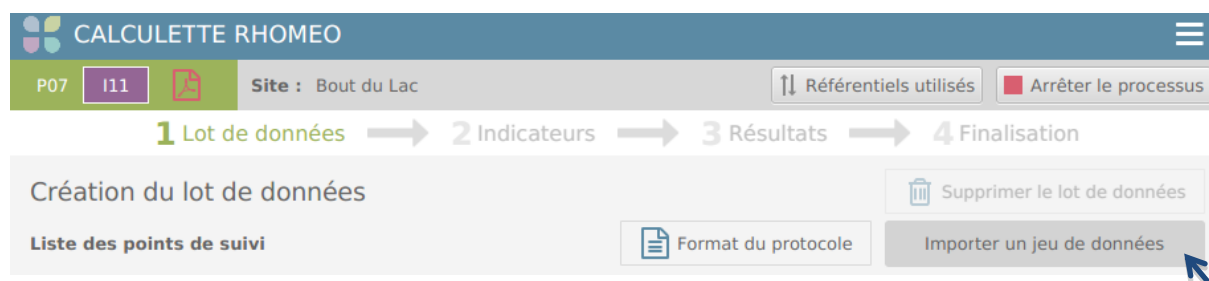 CALCULETTE RHOMEO
P07 I11 Site : Bout du Lac Référentiels utilisés Arrêter le processus
1 Lot de données 2 Indicateurs 3 Résultats 4 Finalisation
Création du lot de données Supprimer le lot de données
Liste des points de suivi Format du protocole Importer un jeu de données